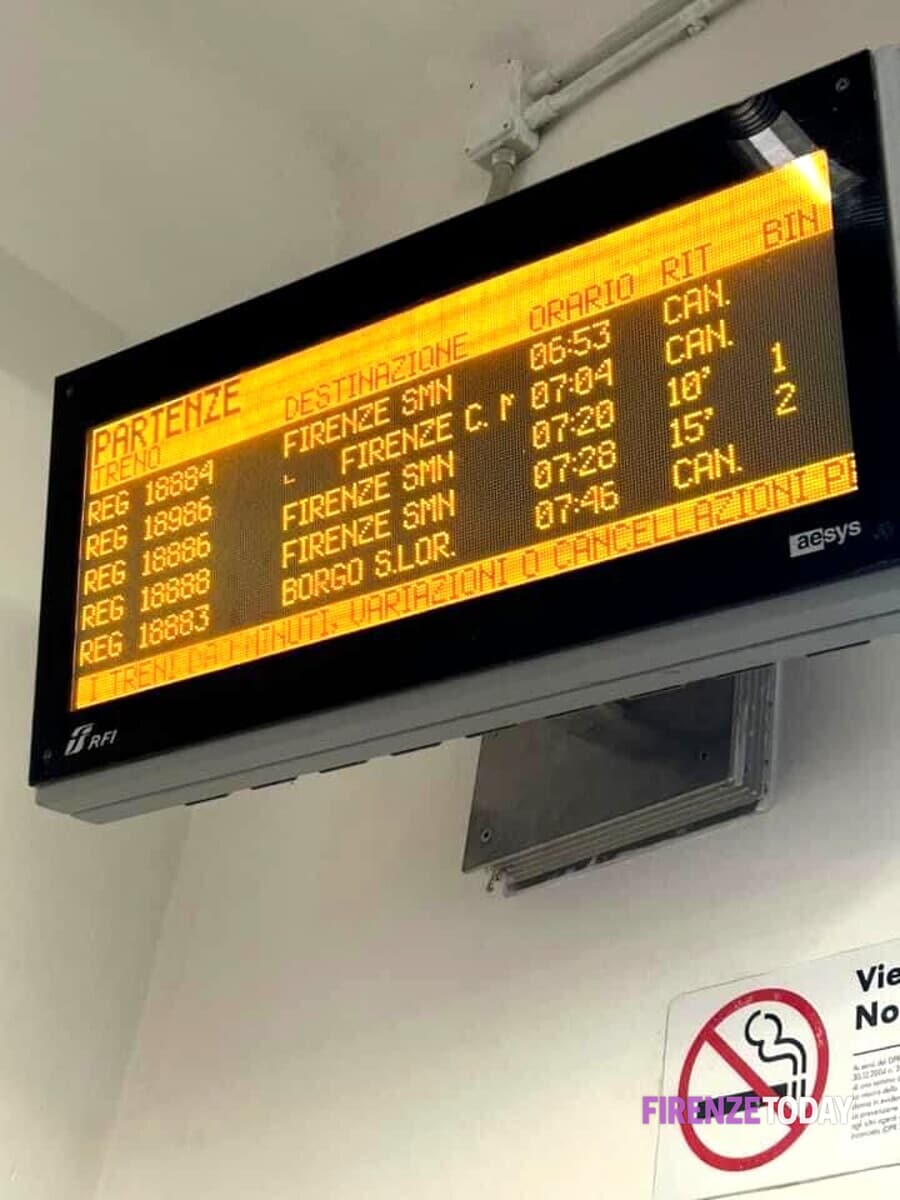 PARTENZE
TRENO DESTINAZIONE ORARIO RIT BIN
REG 18884 FIRENZE SMN 06:53 CAN.
REG 18986 FIRENZE C. 07:04 CAN.
REG 18886 FIRENZE SMN 07:20 10' 1
REG 18888 FIRENZE SMN 07:28 15' 2
REG 18883 BORGO S.LOR. 07:46 CAN.
I TRENI MINUTI, VARIAZIONI O CANCELLAZIONI
aesys
RFI
Vie
No
FIRENZETODAY